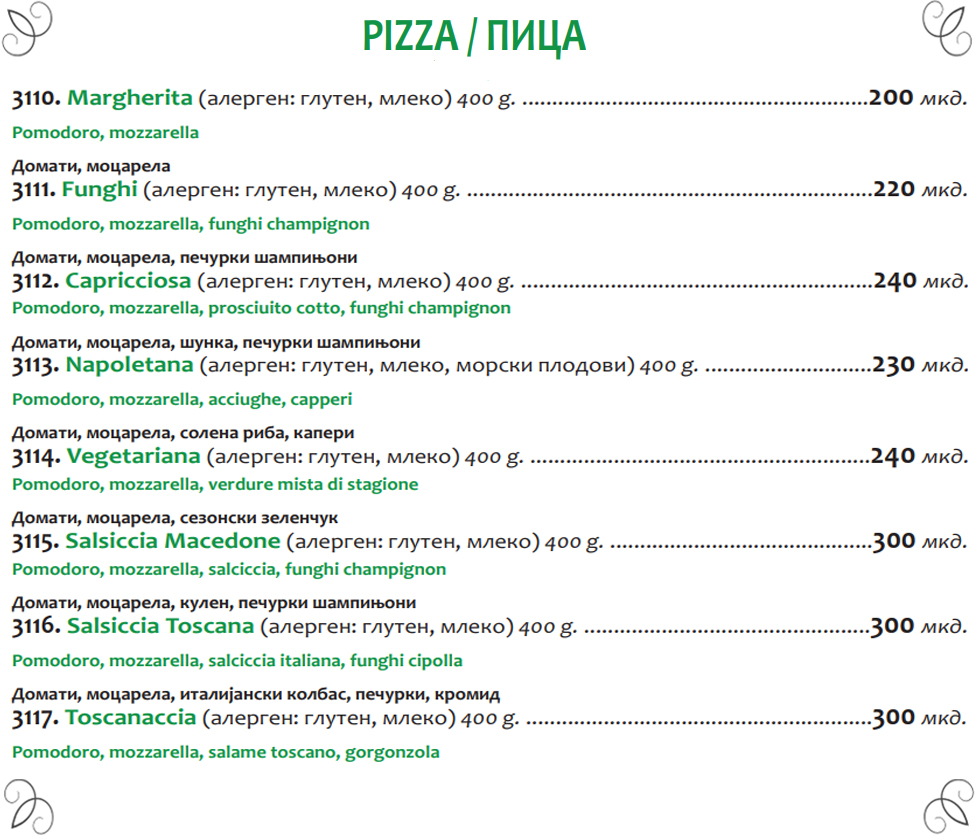 PIZZA / ПИЦА
3110. Margherita (алерген: глутен, млеко) 400 g. ..................................................................200 мкд.
Pomodoro, mozzarella
Домати, моцарела
3111. Funghi (алерген: глутен, млеко) 400 g. ..............................................................................220 мкд.
Pomodoro, mozzarella, funghi champignon
Домати, моцарела, печурки шампињони
3112. Capricciosa (алерген: глутен, млеко) 400 g. ....................................................................240 мкд.
Pomodoro, mozzarella, prosciuito cotto, funghi champignon
Домати, моцарела, шунка, печурки шампињони
3113. Napoletana (алерген: глутен, млеко, морски плодови) 400 g. ................................230 мкд.
Pomodoro, mozzarella, acciughe, capperi
Домати, моцарела, солена риба, капери
3114. Vegetariana (алерген: глутен, млеко) 400 g. .................................................................240 мкд.
Pomodoro, mozzarella, verdure mista di stagione
Домати, моцарела, сезонски зеленчук
3115. Salsiccia Macedone (алерген: глутен, млеко) 400 g. ..................................................300 мкд.
Pomodoro, mozzarella, salciccia, funghi champignon
Домати, моцарела, кулен, печурки шампињони
3116. Salsiccia Toscana (алерген: глутен, млеко) 400 g. .......................................................300 мкд.
Pomodoro, mozzarella, salciccia italiana, funghi cipolla
Домати, моцарела, италијански колбас, печурки, кромид
3117. Toscanaccia (алерген: глутен, млеко) 400 g. ..................................................................300 мкд.
Pomodoro, mozzarella, salame toscano, gorgonzola